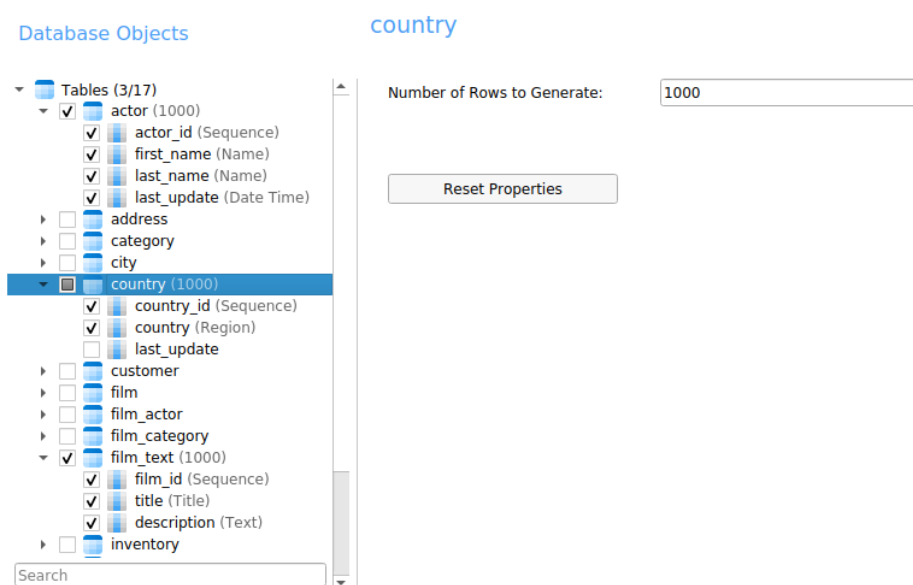 Database Objects
country
Tables (3/17)
actor (1000)
actor_id (Sequence)
first_name (Name)
last_name (Name)
last_update (Date Time)
address
category
city
country (1000)
country_id (Sequence)
country (Region)
last_update
customer
film
film_actor
film_category
film_text (1000)
film_id (Sequence)
title (Title)
description (Text)
inventory
Search
Number of Rows to Generate: 1000
Reset Properties